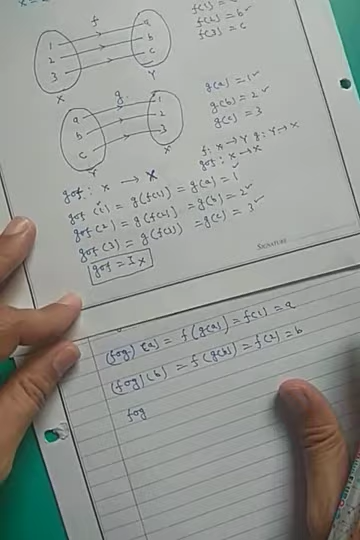 f(1) = a
f(2) = b
f(3) = c
f
1
2
3
a
b
c
X
Y
g
a
b
c
1
2
3
Y
X
g(a) = 1
g(b) = 2
g(c) = 3
f: X → Y g: Y → X
gof: X → X
gof : X → X
gof (1) = g(f(1)) = g(a) = 1
gof (2) = g(f(2)) = g(b) = 2
gof (3) = g(f(3)) = g(c) = 3
gof = Ix
SIGNATURE
(fog) (a) = f(g(a)) = f(1) = a
(fog) (b) = f(g(b)) = f(2) = b
fog